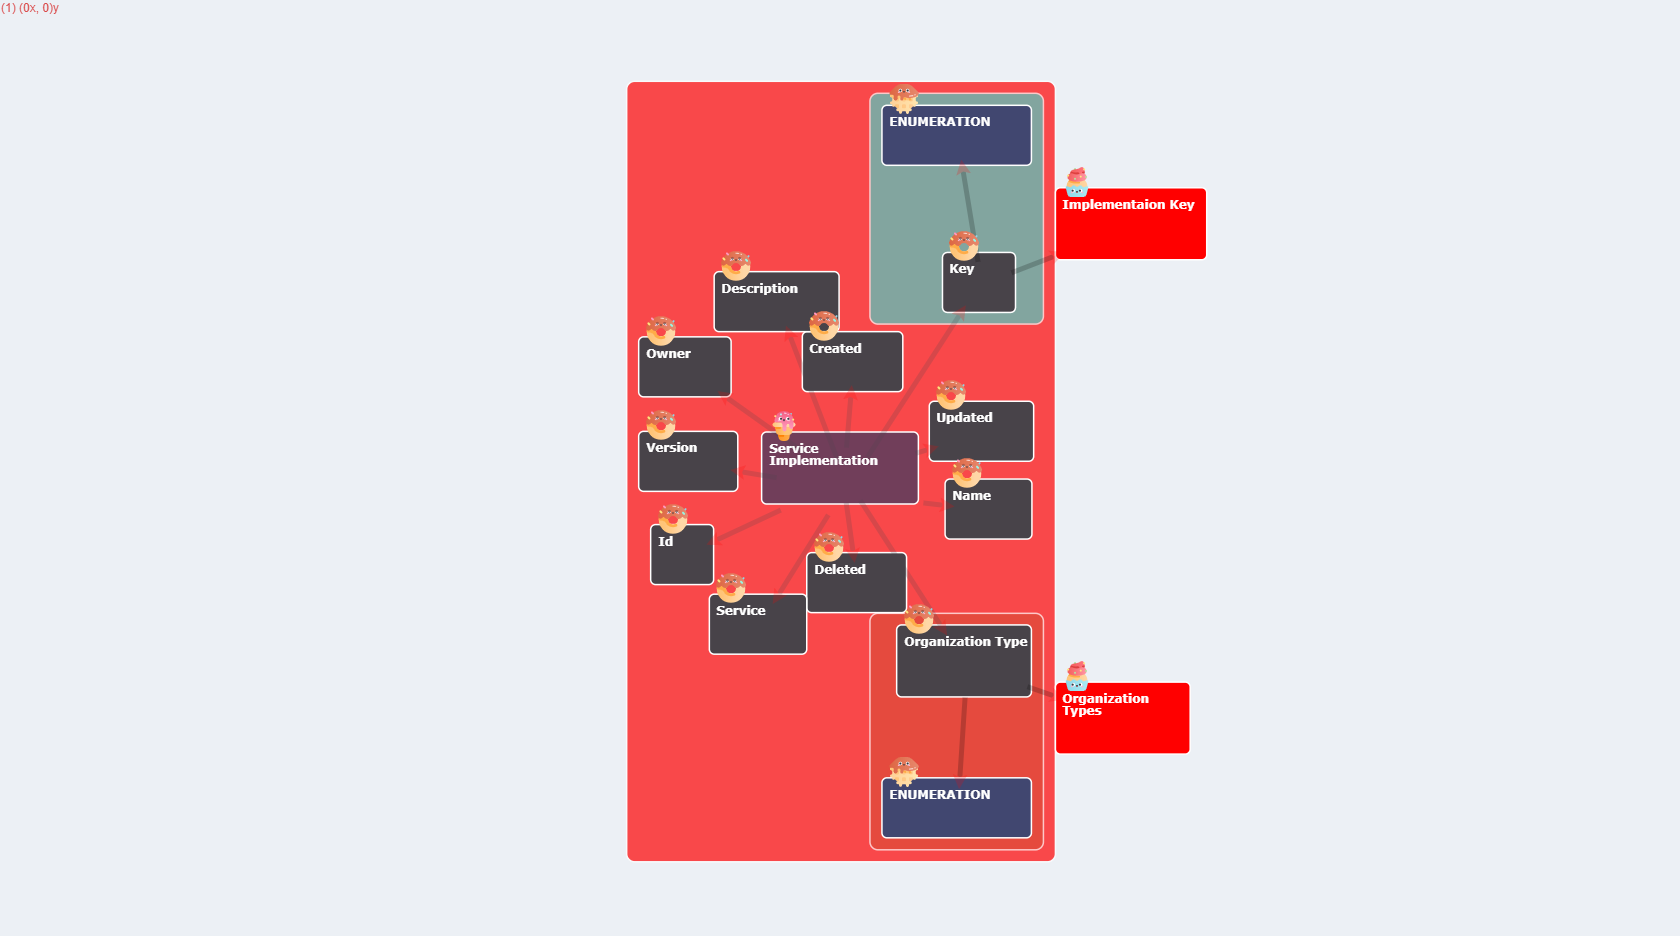 (1) (0x, 0)y
ENUMERATION
Implementaion Key
Key
Description
Owner
Created
Updated
Version
Service
Implementation
Name
Id
Deleted
Service
Organization Type
Organization
Types
ENUMERATION